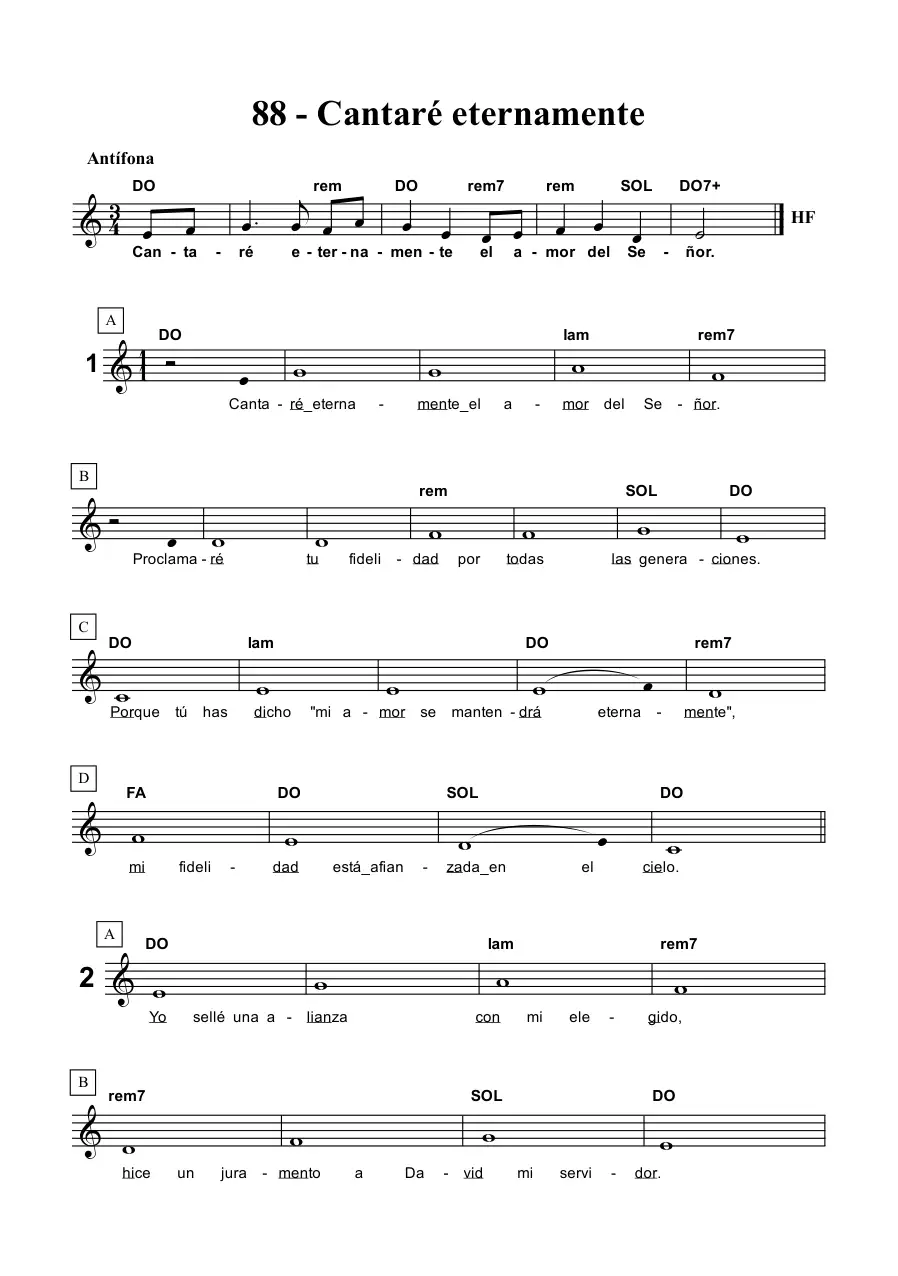 88 - Cantaré eternamente
Antífona
DO rem DO rem7 rem SOL DO7+
3
4
HF
Can - ta - ré e - ter - na - men - te el a - mor del Se - ñor.
A
DO lam rem7
1
Canta - ré_eterna - mente_el a - mor del Se - ñor.
B
rem SOL DO
Proclama - ré tu fideli - dad por todas las genera - ciones.
C
DO lam DO rem7
Porque tú has dicho "mi a - mor se manten - drá eterna - mente",
D
FA DO SOL DO
mi fideli - dad está_afian - zada_en el cielo.
A
DO lam rem7
2
Yo sellé una a - lianza con mi ele - gido,
B
rem7 SOL DO
hice un jura - mento a Da - vid mi servi - dor.